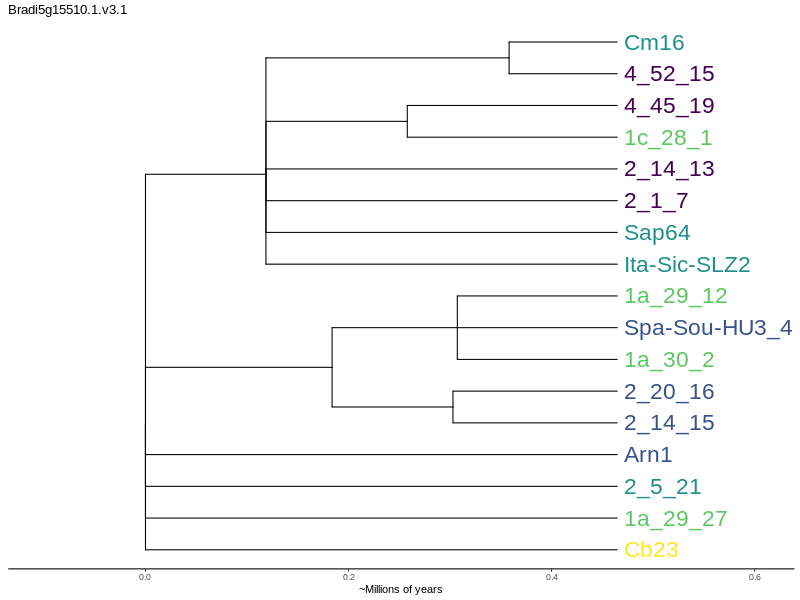 Bradi5g15510.1.v3.1
Cm16
4_52_15
4_45_19
1c_28_1
2_14_13
2_1_7
Sap64
Ita-Sic-SLZ2
1a_29_12
Spa-Sou-HU3_4
1a_30_2
2_20_16
2_14_15
Arn1
2_5_21
1a_29_27
Cb23
0.0 0.2 0.4 0.6
~Millions of years